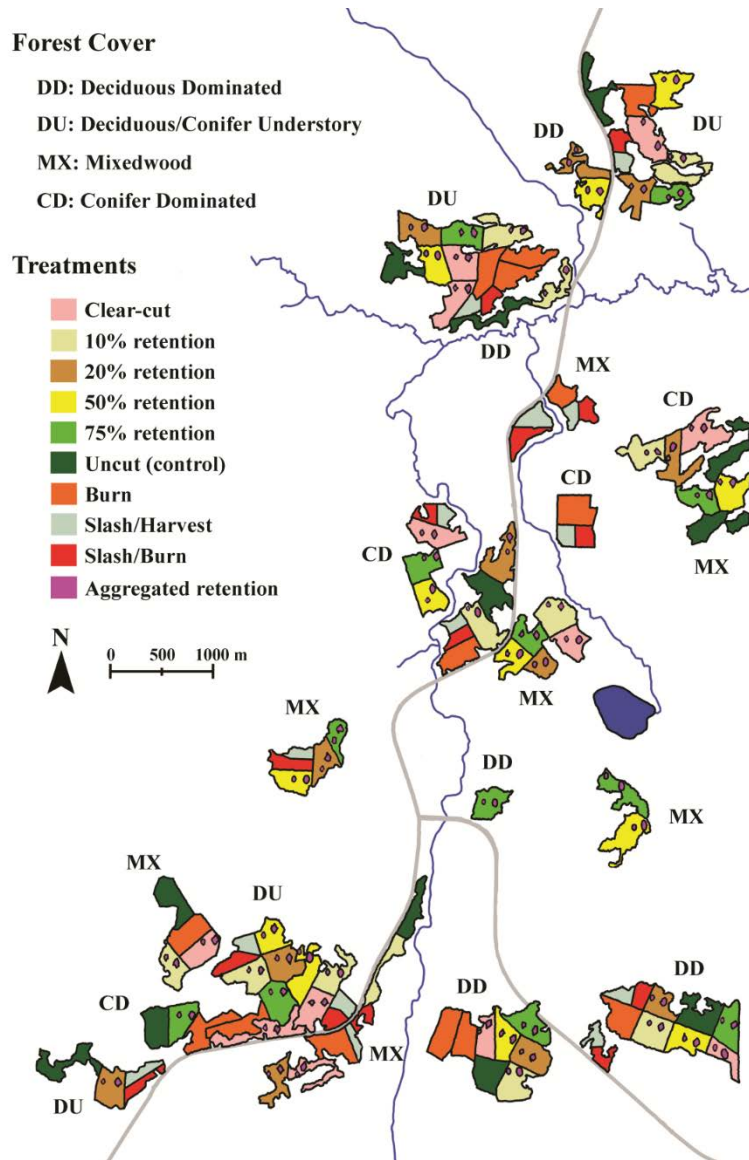 Forest Cover
DD: Deciduous Dominated
DU: Deciduous/Conifer Understory
MX: Mixedwood
CD: Conifer Dominated
Treatments
Clear-cut
10% retention
20% retention
50% retention
75% retention
Uncut (control)
Burn
Slash/Harvest
Slash/Burn
Aggregated retention
N
0 500 1000 m
DD
DU
DU
DD
MX
CD
CD
CD
MX
MX
MX
DD
MX
MX
DU
CD
DD
DD
MX
DU